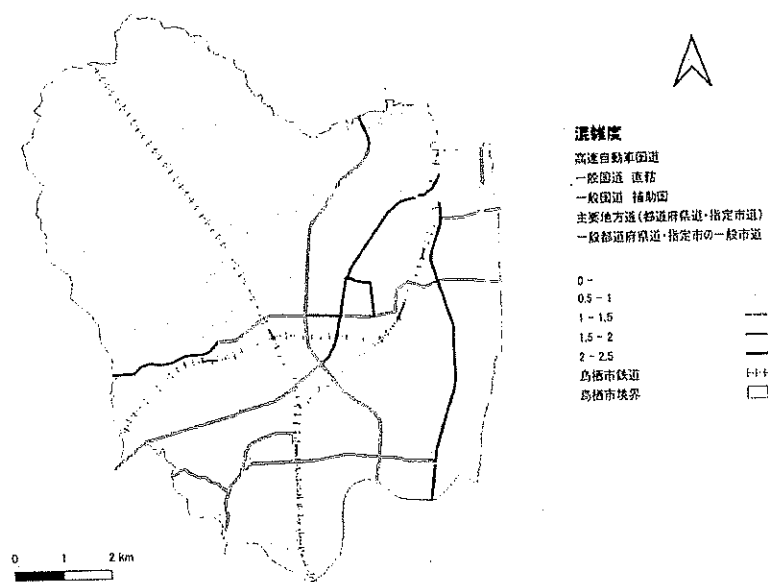 混雑度
高速自動車国道
一般国道 直轄
一般国道 補助国
主要地方道(都道府県道・指定市道)
一般都道府県道・指定市の一般市道
0 -
0.5 - 1
1 - 1.5
1.5 - 2
2 - 2.5
鳥栖市鉄道
鳥栖市境界
0 1 2 km